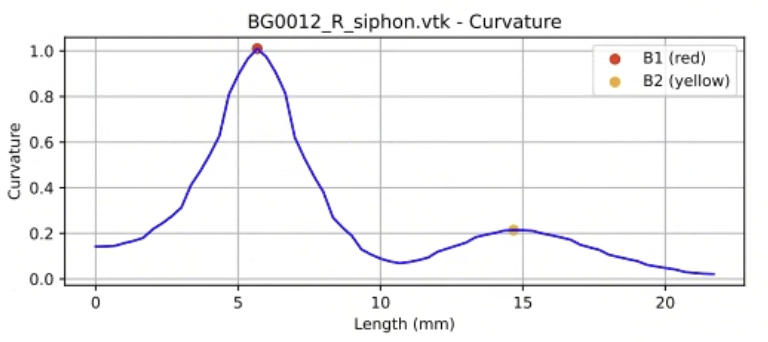 BG0012_R_siphon.vtk - Curvature
B1 (red)
B2 (yellow)
Curvature
1.0
0.8
0.6
0.4
0.2
0.0
0 5 10 15 20
Length (mm)